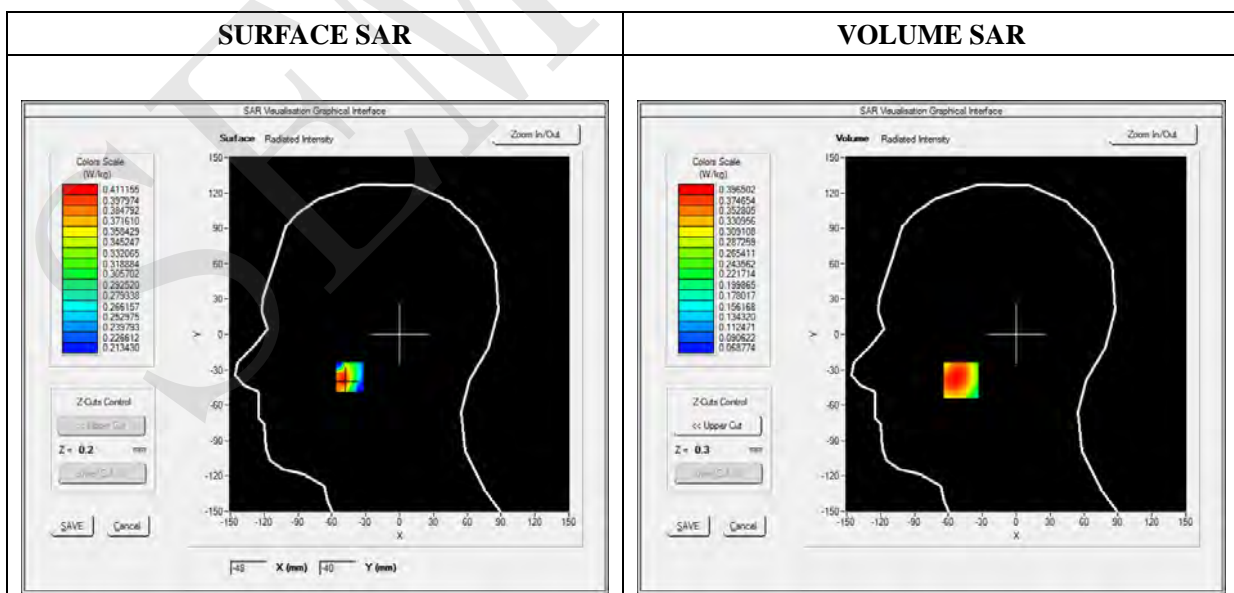 SURFACE SAR
SAR Visualisation Graphical Interface
Surface Radiated Intensity
Zoom In/Out
Colors Scale
(W/kg)
0.411155
0.397974
0.384792
0.371610
0.358429
0.345247
0.332065
0.318884
0.305702
0.292520
0.279338
0.266157
0.252975
0.239793
0.226612
0.213430
Z-Cuts Control
<< Upper Cut
Z = 0.2 mm
SAVE Cancel
150
120
90
60
30
0
-30
-60
-90
-120
-150
Y
-150 -120 -90 -60 -30 0 30 60 90 120 150
X
-48 X (mm) -40 Y (mm)
VOLUME SAR
SAR Visualisation Graphical Interface
Volume Radiated Intensity
Zoom In/Out
Colors Scale
(W/kg)
0.396502
0.374654
0.352805
0.330956
0.309108
0.287259
0.265411
0.243562
0.221714
0.199865
0.178017
0.156168
0.134320
0.112471
0.090622
0.068774
Z-Cuts Control
<< Upper Cut
Z = 0.3 mm
SAVE Cancel
150
120
90
60
30
0
-30
-60
-90
-120
-150
Y
-150 -120 -90 -60 -30 0 30 60 90 120 150
X